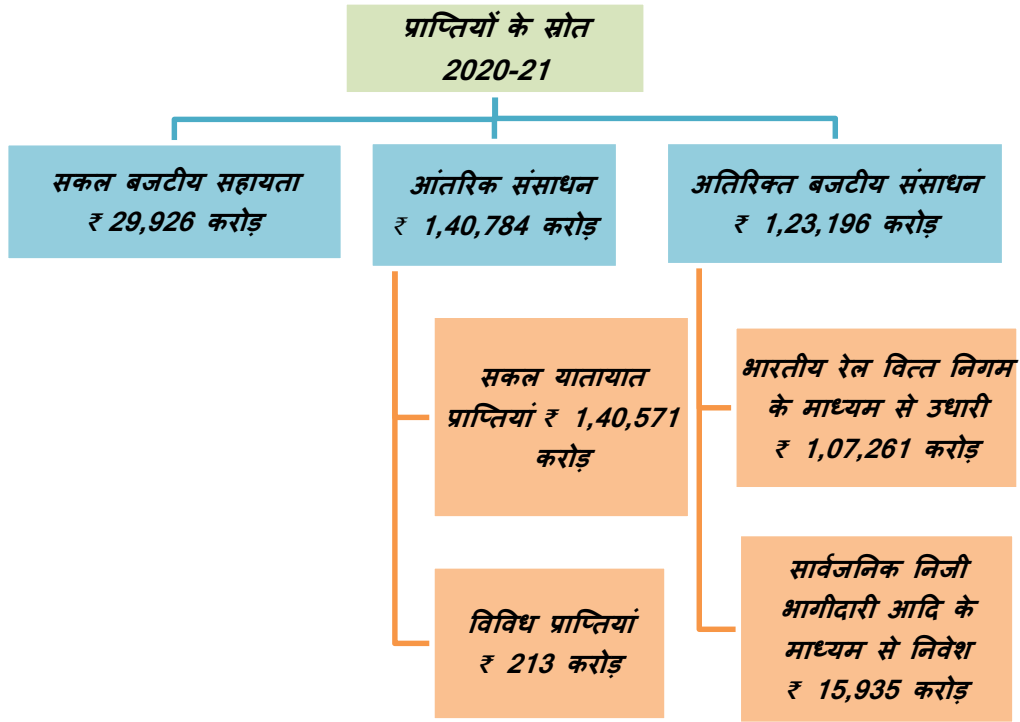 प्राप्तियों के स्रोत
2020-21
सकल बजटीय सहायता
₹ 29,926 करोड़
आंतरिक संसाधन
₹ 1,40,784 करोड़
अतिरिक्त बजटीय संसाधन
₹ 1,23,196 करोड़
सकल यातायात
प्राप्तियां ₹ 1,40,571
करोड़
विविध प्राप्तियां
₹ 213 करोड़
भारतीय रेल वित्त निगम
के माध्यम से उधारी
₹ 1,07,261 करोड़
सार्वजनिक निजी
भागीदारी आदि के
माध्यम से निवेश
₹ 15,935 करोड़